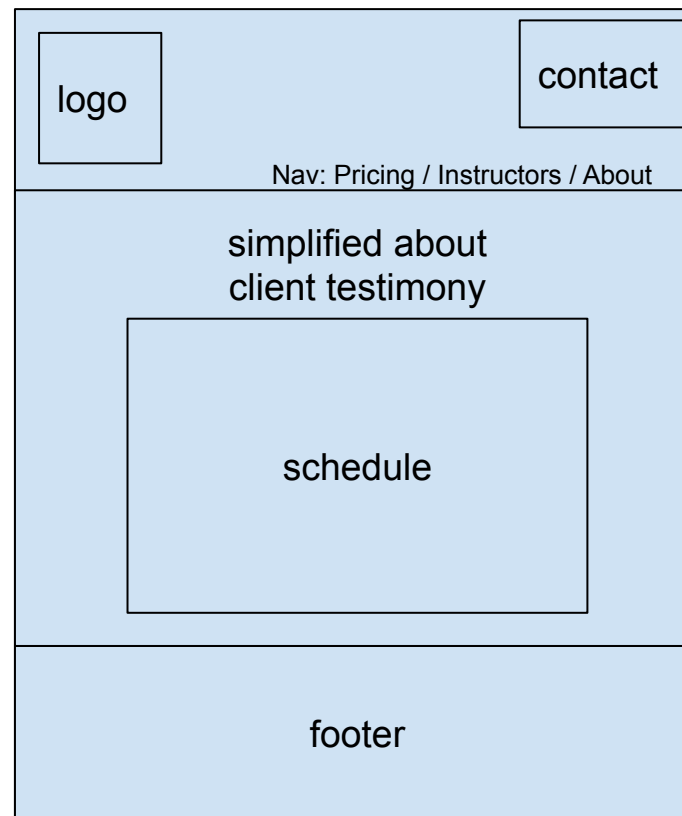 logo
contact
Nav: Pricing / Instructors / About
simplified about
client testimony
schedule
footer